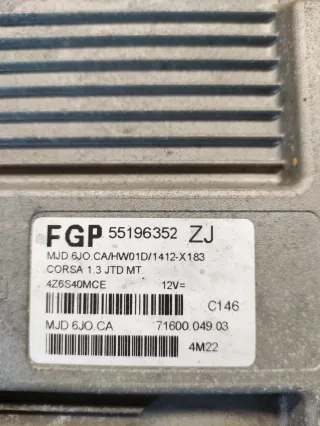 FGP 55196352 ZJ
MJD 6JO.CA/HW01D/1412-X183
CORSA 1.3 JTD MT.
4Z6S40MCE 12V=
C146
MJD 6JO.CA 71600.049.03
4M22